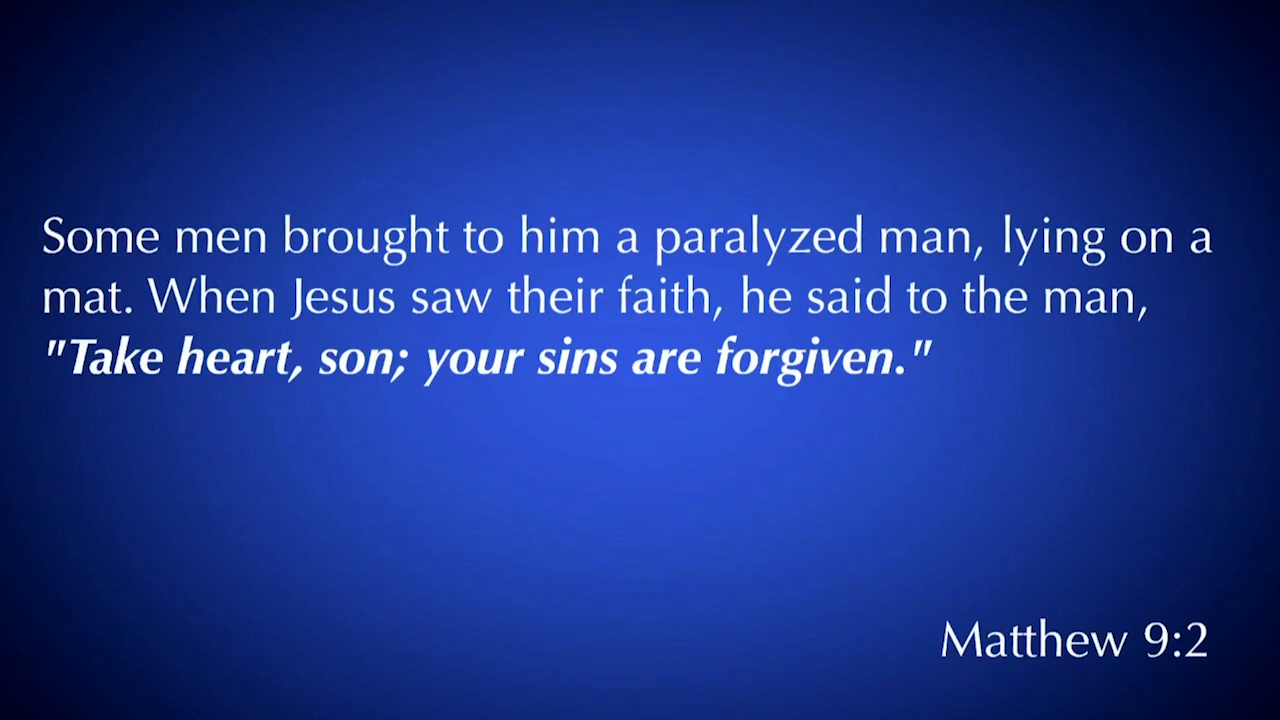 Some men brought to him a paralyzed man, lying on a
mat. When Jesus saw their faith, he said to the man,
"Take heart, son; your sins are forgiven."
Matthew 9:2